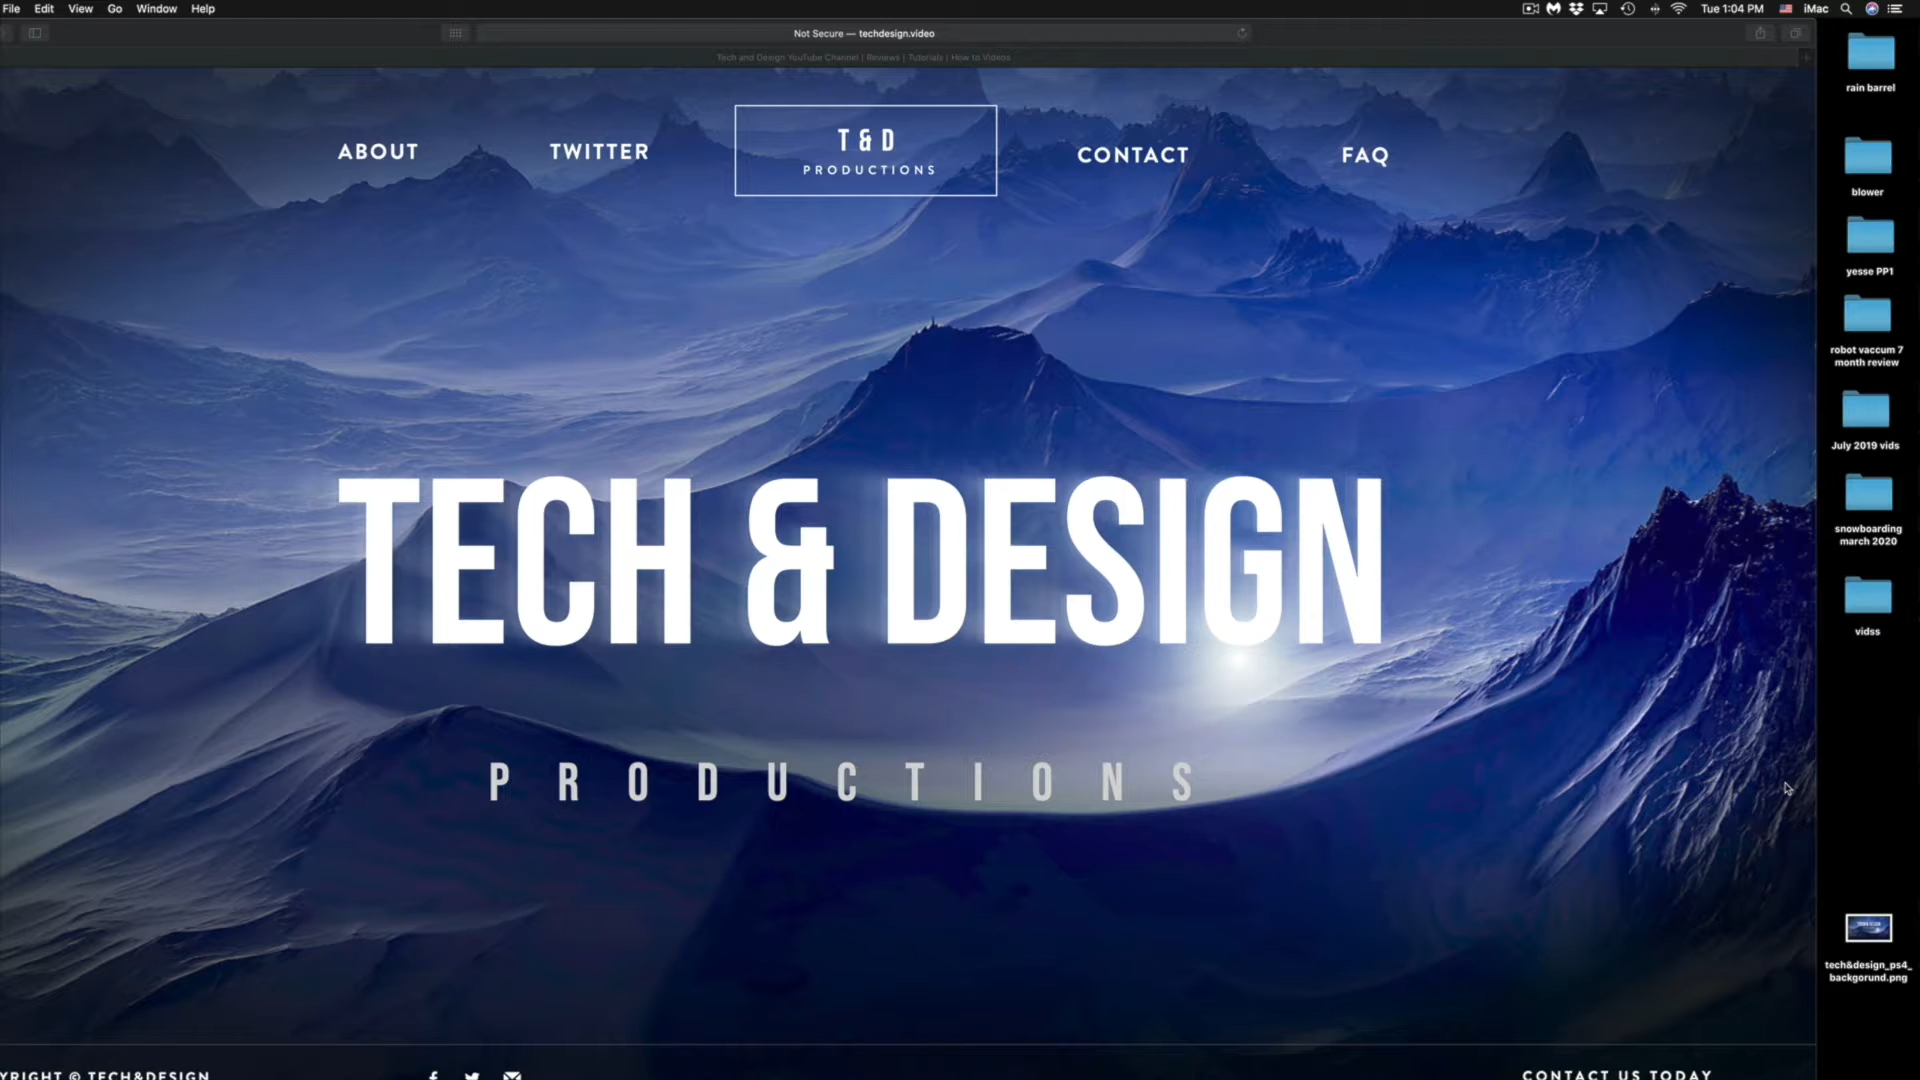 File Edit View Go Window Help
Tue 1:04 PM iMac
Not Secure — techdesign.video
Tech and Design YouTube Channel | Reviews | Tutorials | How to Videos
ABOUT
TWITTER
T & D
PRODUCTIONS
CONTACT
FAQ
TECH & DESIGN
PRODUCTIONS
YRIGHT © TECH&DESIGN
CONTACT US TODAY
rain barrel
blower
yesse PP1
robot vaccum 7
month review
July 2019 vids
snowboarding
march 2020
vidss
tech&design_ps4_
backgorund.png